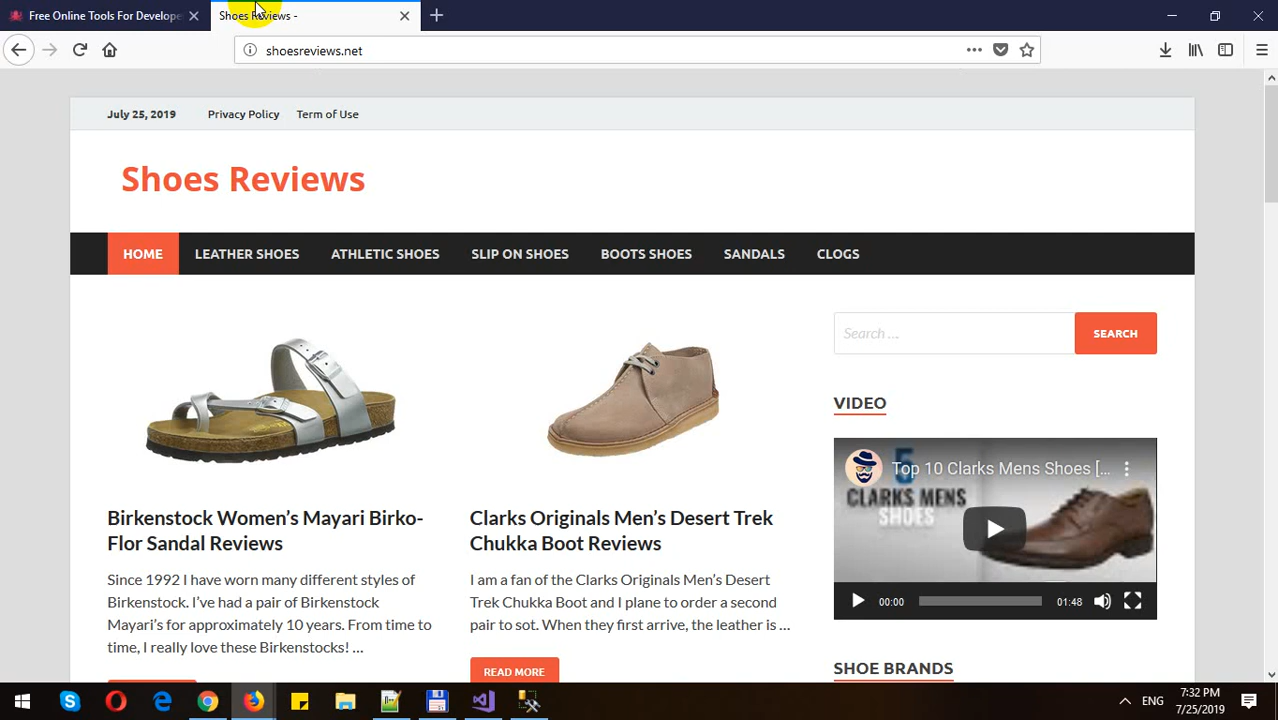 Free Online Tools For Develope
Shoes Reviews -
shoesreviews.net
July 25, 2019 Privacy Policy Term of Use
Shoes Reviews
HOME LEATHER SHOES ATHLETIC SHOES SLIP ON SHOES BOOTS SHOES SANDALS CLOGS
Search ...
SEARCH
VIDEO
5
Top 10 Clarks Mens Shoes [...
CLARKS MENS
SHOES
00:00 01:48
SHOE BRANDS
Birkenstock Women's Mayari Birko-
Flor Sandal Reviews
Since 1992 I have worn many different styles of
Birkenstock. I've had a pair of Birkenstock
Mayari's for approximately 10 years. From time to
time, I really love these Birkenstocks! ...
Clarks Originals Men's Desert Trek
Chukka Boot Reviews
I am a fan of the Clarks Originals Men's Desert
Trek Chukka Boot and I plane to order a second
pair to sot. When they first arrive, the leather is ...
READ MORE
ENG
7:32 PM
7/25/2019